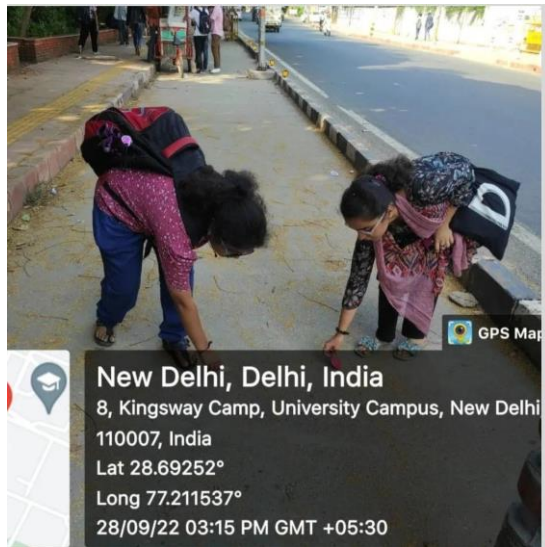 GPS Map
New Delhi, Delhi, India
8, Kingsway Camp, University Campus, New Delhi
110007, India
Lat 28.69252°
Long 77.211537°
28/09/22 03:15 PM GMT +05:30